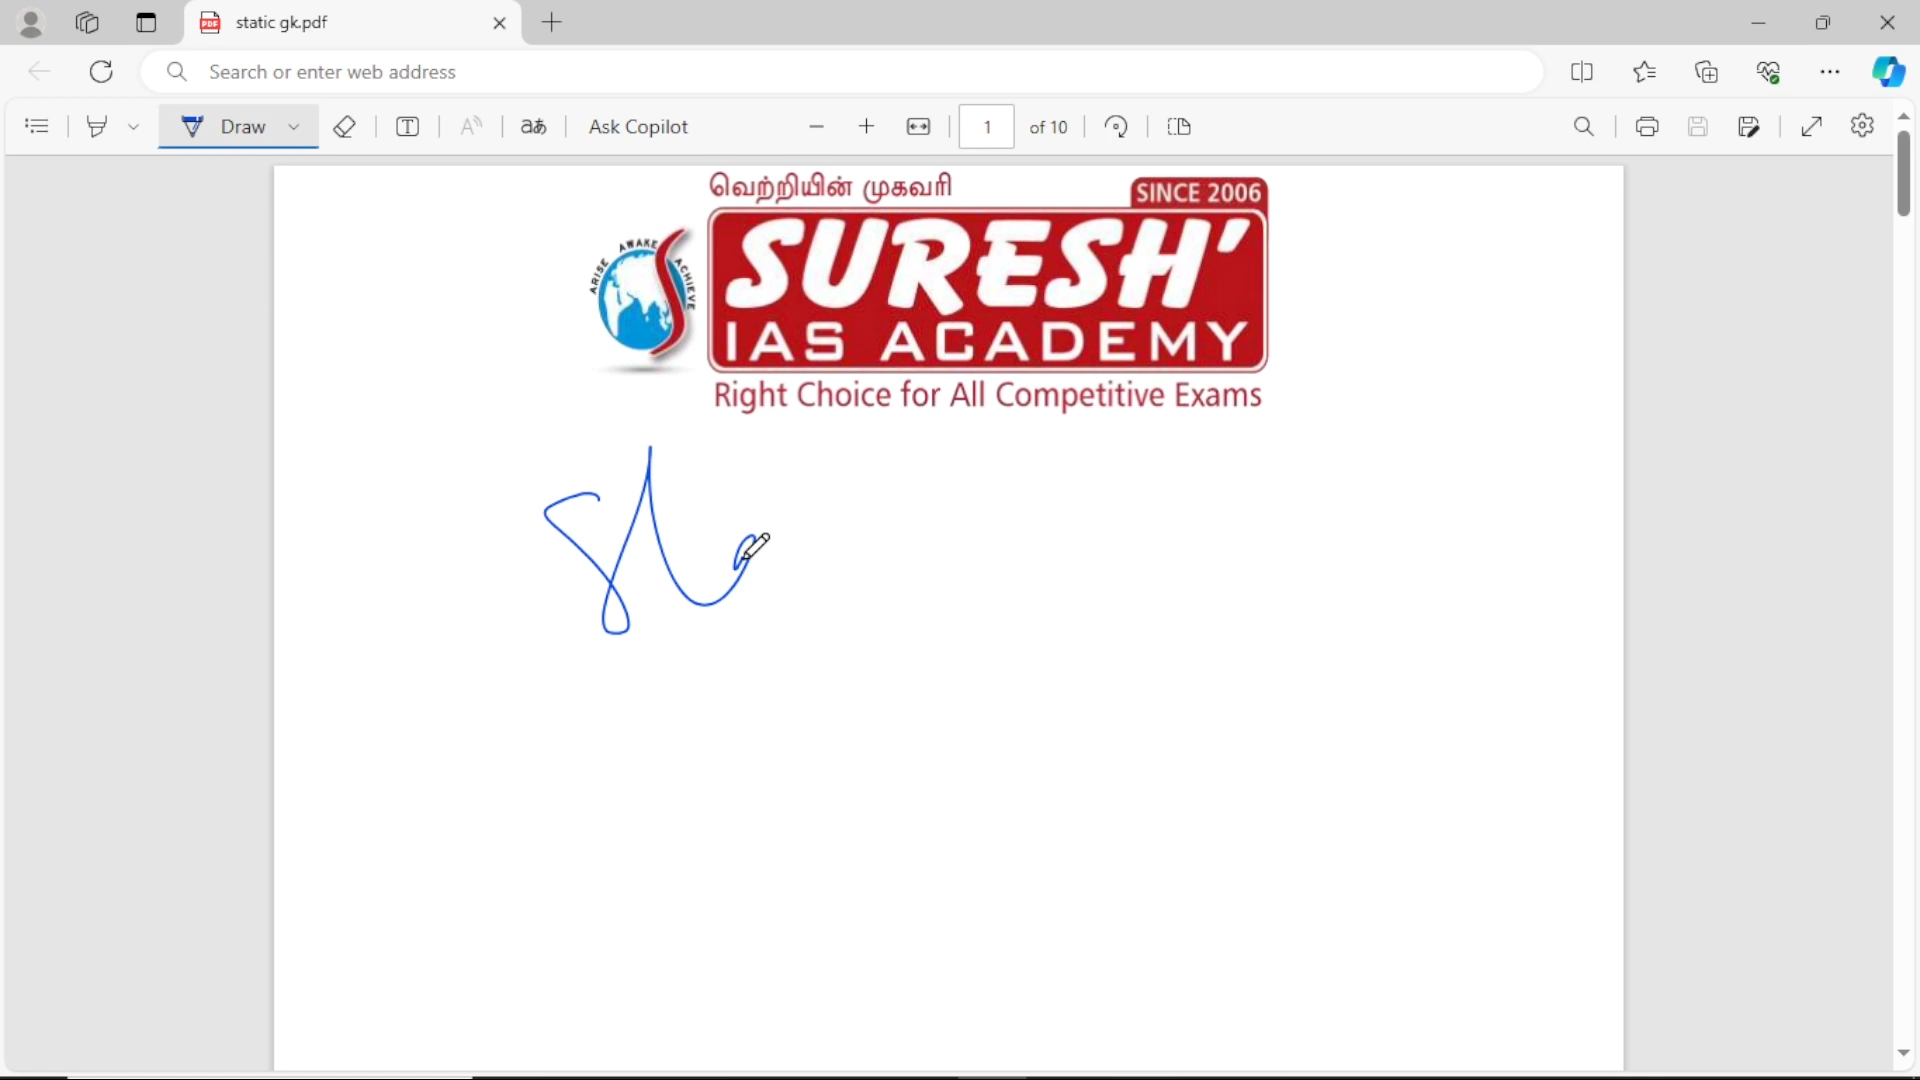 static gk.pdf
Search or enter web address
Draw
Ask Copilot
1 of 10
வெற்றியின் முகவரி
SINCE 2006
ARISE AWAKE ACHIEVE
SURESH'
IAS ACADEMY
Right Choice for All Competitive Exams